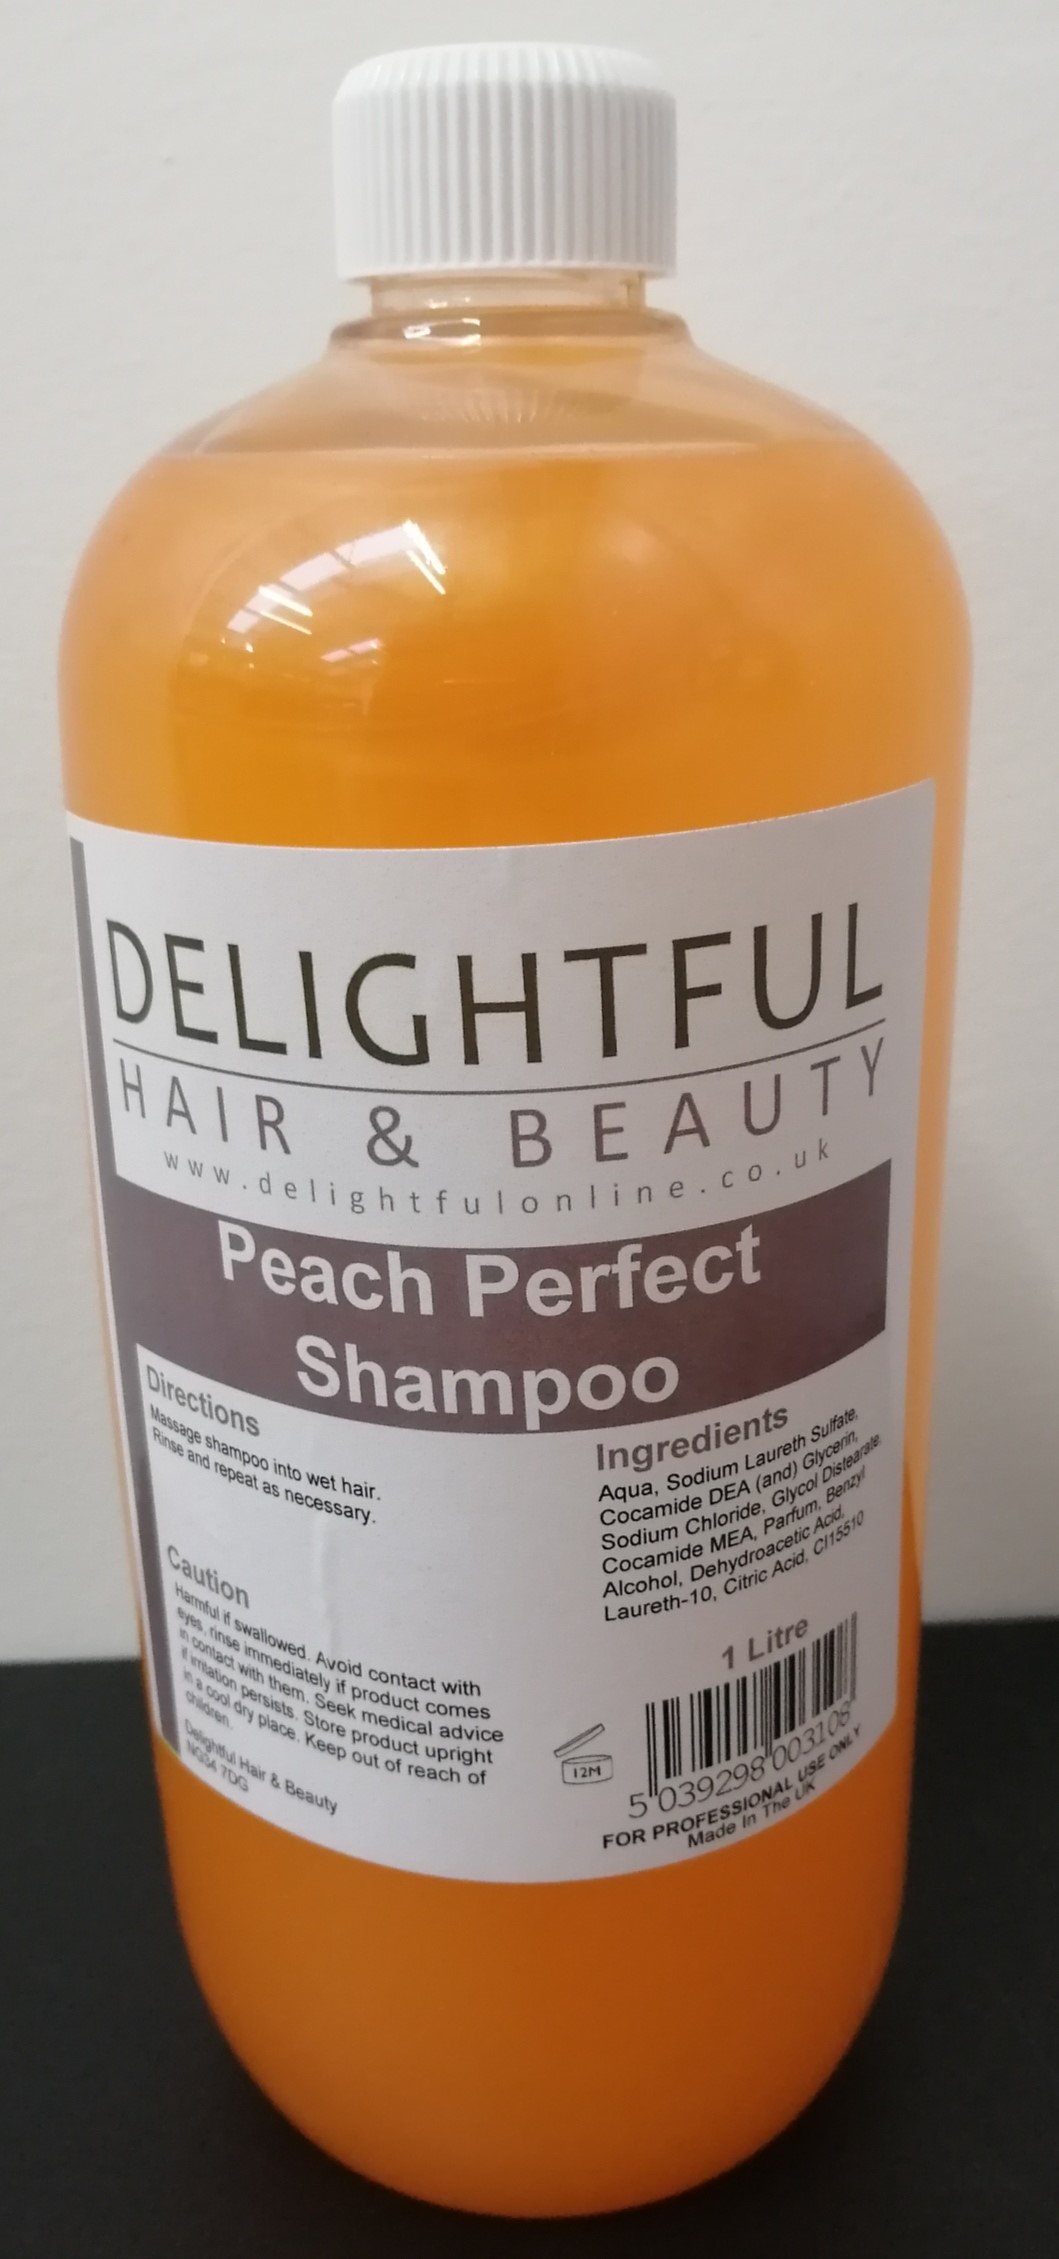 DELIGHTFUL
HAIR & BEAUTY
www.delightfulonline.co.uk
Peach Perfect
Shampoo
Directions
Massage shampoo into wet hair.
Rinse and repeat as necessary.
Caution
Harmful if swallowed. Avoid contact with
eyes, rinse immediately if product comes
in contact with them. Seek medical advice
if irritation persists. Store product upright
in a cool dry place. Keep out of reach of
children.
Delightful Hair & Beauty
NG34 7DG
Ingredients
Aqua, Sodium Laureth Sulfate,
Cocamide DEA (and) Glycerin,
Sodium Chloride, Glycol Distearate,
Cocamide MEA, Parfum, Benzyl
Alcohol, Dehydroacetic Acid,
Laureth-10, Citric Acid, CI15510
1 Litre
12M
5 039298 003108
FOR PROFESSIONAL USE ONLY
Made In The UK